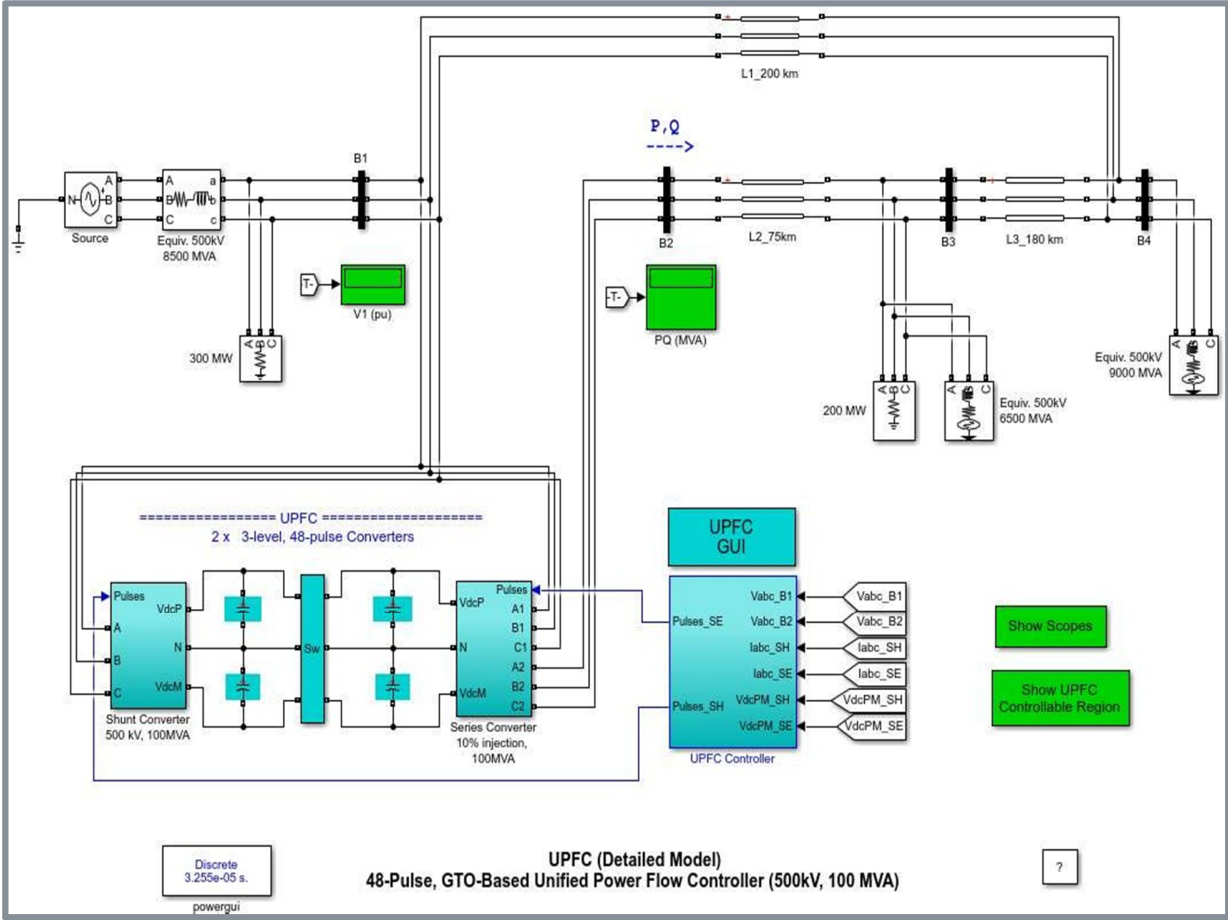 L1_200 km
P,Q
---->
B1
A
N
B
C
Source
A
B
C
a
b
c
Equiv. 500kV
8500 MVA
B2
L2_75km
B3
L3_180 km
B4
-T-
V1 (pu)
-T-
PQ (MVA)
A
B
C
300 MW
A
B
C
200 MW
A
B
C
Equiv. 500kV
6500 MVA
A
B
C
Equiv. 500kV
9000 MVA
================= UPFC ====================
2 x 3-level, 48-pulse Converters
Pulses
VdcP
A
N
B
VdcM
C
Shunt Converter
500 kV, 100MVA
Sw
Pulses
VdcP
A1
B1
N
C1
A2
B2
VdcM
C2
Series Converter
10% injection,
100MVA
UPFC
GUI
Pulses_SE
Pulses_SH
Vabc_B1
Vabc_B2
Iabc_SH
Iabc_SE
VdcPM_SH
VdcPM_SE
UPFC Controller
Vabc_B1
Vabc_B2
Iabc_SH
Iabc_SE
VdcPM_SH
VdcPM_SE
Show Scopes
Show UPFC
Controllable Region
Discrete
3.255e-05 s.
powergui
UPFC (Detailed Model)
48-Pulse, GTO-Based Unified Power Flow Controller (500kV, 100 MVA)
?